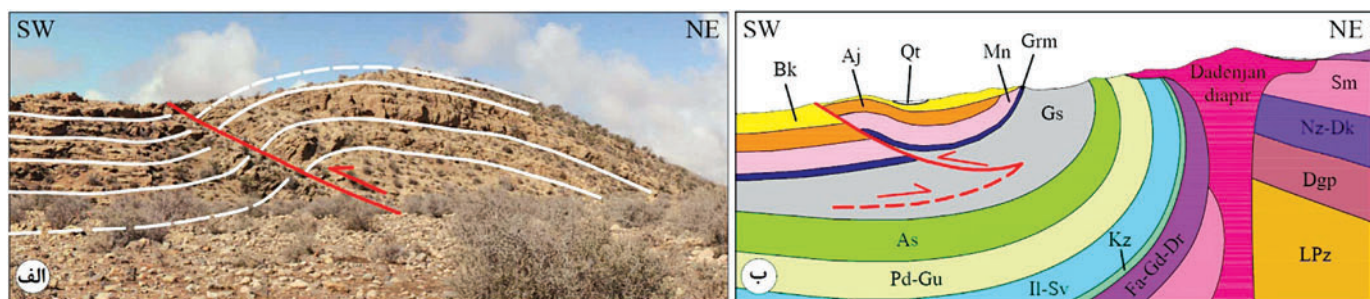 SW
NE
الف
SW
NE
Bk
Aj
Qt
Mn
Grm
Dadenjan
diapir
Gs
Sm
Nz-Dk
Dgp
LPz
As
Kz
Pd-Gu
Il-Sv
Fa-Gd-Dr
ب